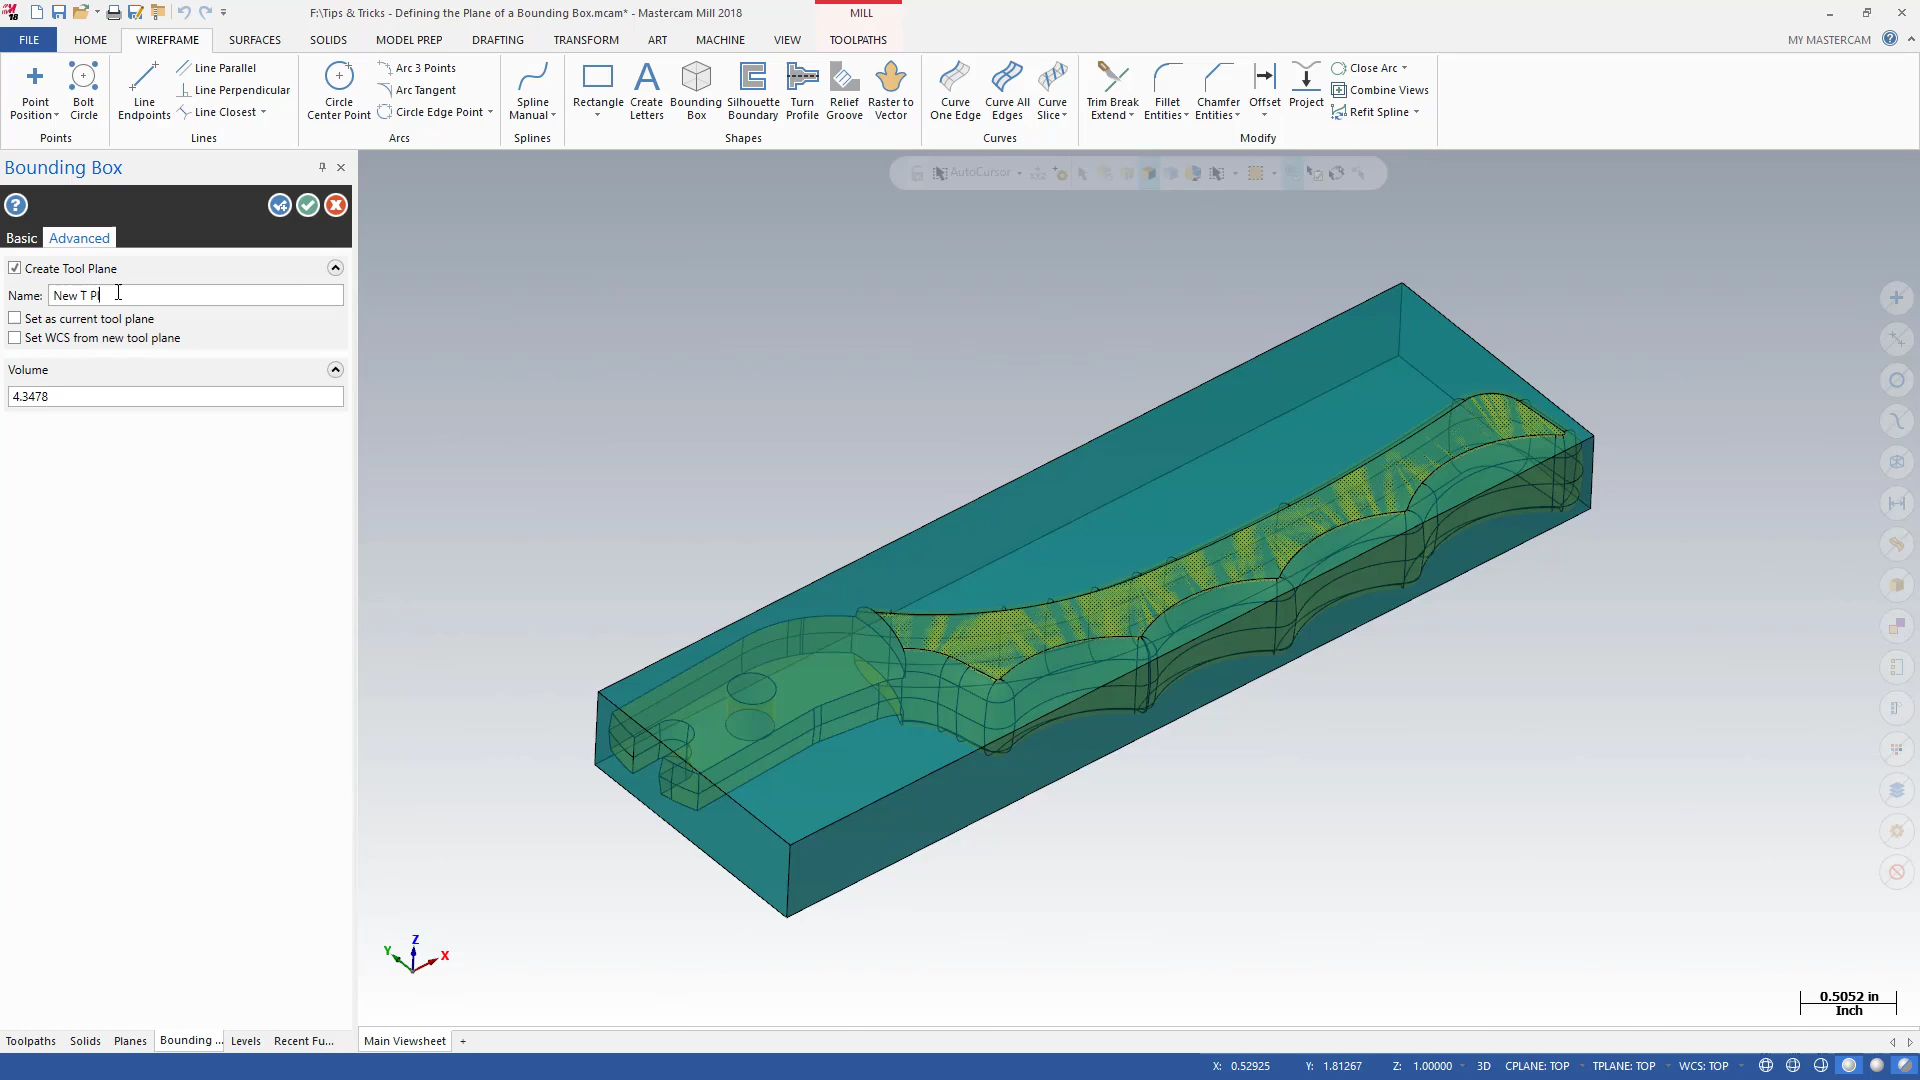 18
F:\Tips & Tricks - Defining the Plane of a Bounding Box.mcam* - Mastercam Mill 2018
MILL
FILE
HOME
WIREFRAME
SURFACES
SOLIDS
MODEL PREP
DRAFTING
TRANSFORM
ART
MACHINE
VIEW
TOOLPATHS
MY MASTERCAM
Point Position
Bolt Circle
Points
Line Endpoints
Line Parallel
Line Perpendicular
Line Closest
Lines
Circle Center Point
Arc 3 Points
Arc Tangent
Circle Edge Point
Arcs
Spline Manual
Splines
Rectangle
Create Letters
Bounding Box
Silhouette Boundary
Turn Profile
Relief Groove
Raster to Vector
Shapes
Curve One Edge
Curve All Edges
Curve Slice
Curves
Trim Break Extend
Fillet Entities
Chamfer Entities
Offset
Project
Close Arc
Combine Views
Refit Spline
Modify
Bounding Box
Basic
Advanced
Create Tool Plane
Name: New T Pl
Set as current tool plane
Set WCS from new tool plane
Volume
4.3478
AutoCursor
Z
Y
X
0.5052 in
Inch
Toolpaths
Solids
Planes
Bounding ...
Levels
Recent Fu...
Main Viewsheet
+
X: 0.52925
Y: 1.81267
Z: 1.00000
3D
CPLANE: TOP
TPLANE: TOP
WCS: TOP